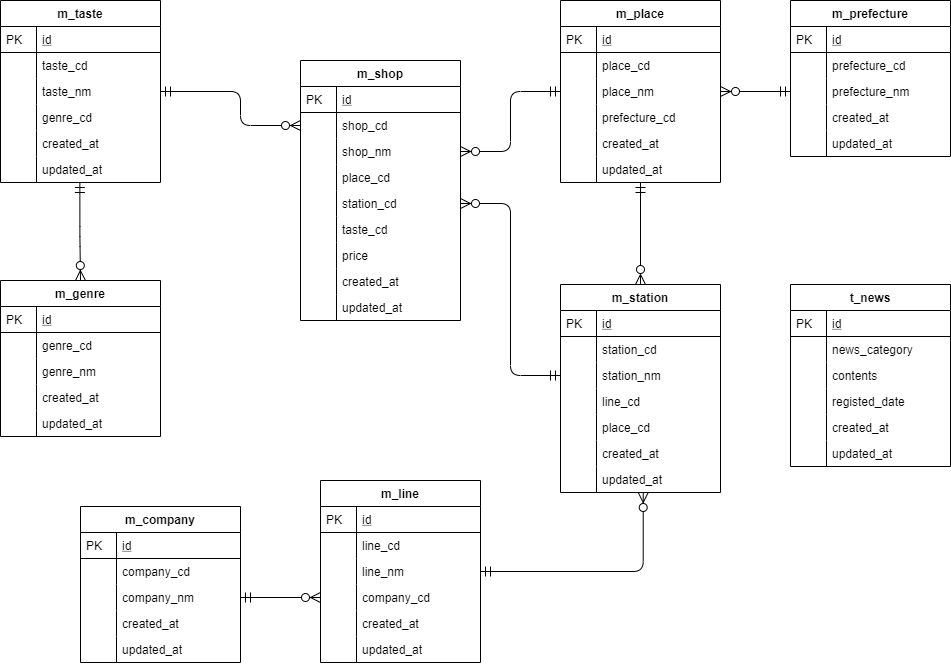 m_taste
PK id
taste_cd
taste_nm
genre_cd
created_at
updated_at
m_shop
PK id
shop_cd
shop_nm
place_cd
station_cd
taste_cd
price
created_at
updated_at
m_place
PK id
place_cd
place_nm
prefecture_cd
created_at
updated_at
m_prefecture
PK id
prefecture_cd
prefecture_nm
created_at
updated_at
m_genre
PK id
genre_cd
genre_nm
created_at
updated_at
m_station
PK id
station_cd
station_nm
line_cd
place_cd
created_at
updated_at
t_news
PK id
news_category
contents
registed_date
created_at
updated_at
m_company
PK id
company_cd
company_nm
created_at
updated_at
m_line
PK id
line_cd
line_nm
company_cd
created_at
updated_at